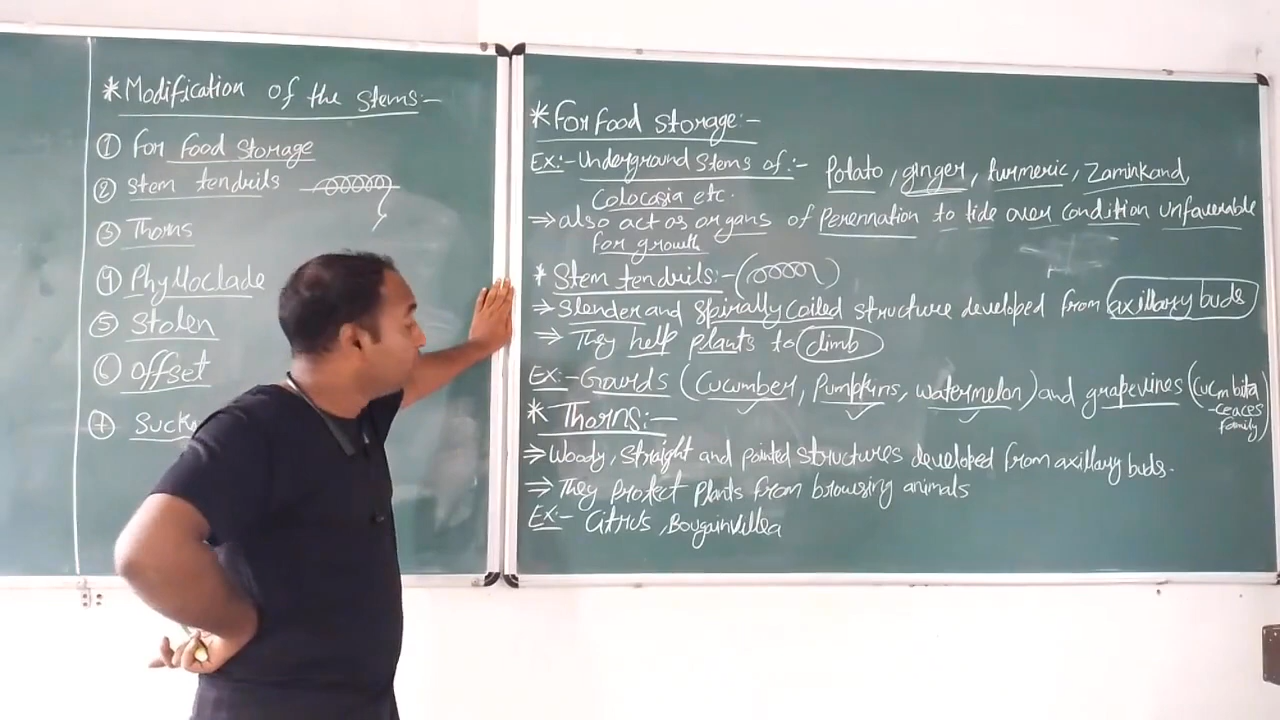 *Modification of the Stems:-
① For Food Storage
② Stem tendrils
③ Thorns
④ Phylloclade
⑤ Stolen
⑥ Offset
⑦
*For Food Storage:-
Ex:- Underground Stems of:- Potato, ginger, turmeric, Zaminkand,
Colocasia etc.
⇒ also act as organs of Perennation to tide over Condition Unfavorable
for growth
* Stem tendrils:-
⇒ Slender and Spirally Coiled structure developed from axillary buds
⇒ They help plants to climb
Ex:- Gourds (Cucumber, Pumpkins, watermelon) and grapevines (
-ceaces
family)
* Thorns:-
⇒ Woody, Straight and pointed structures developed from axillary buds.
⇒ They protect Plants from browsing animals
Ex:- Citrus, Bougainvillea